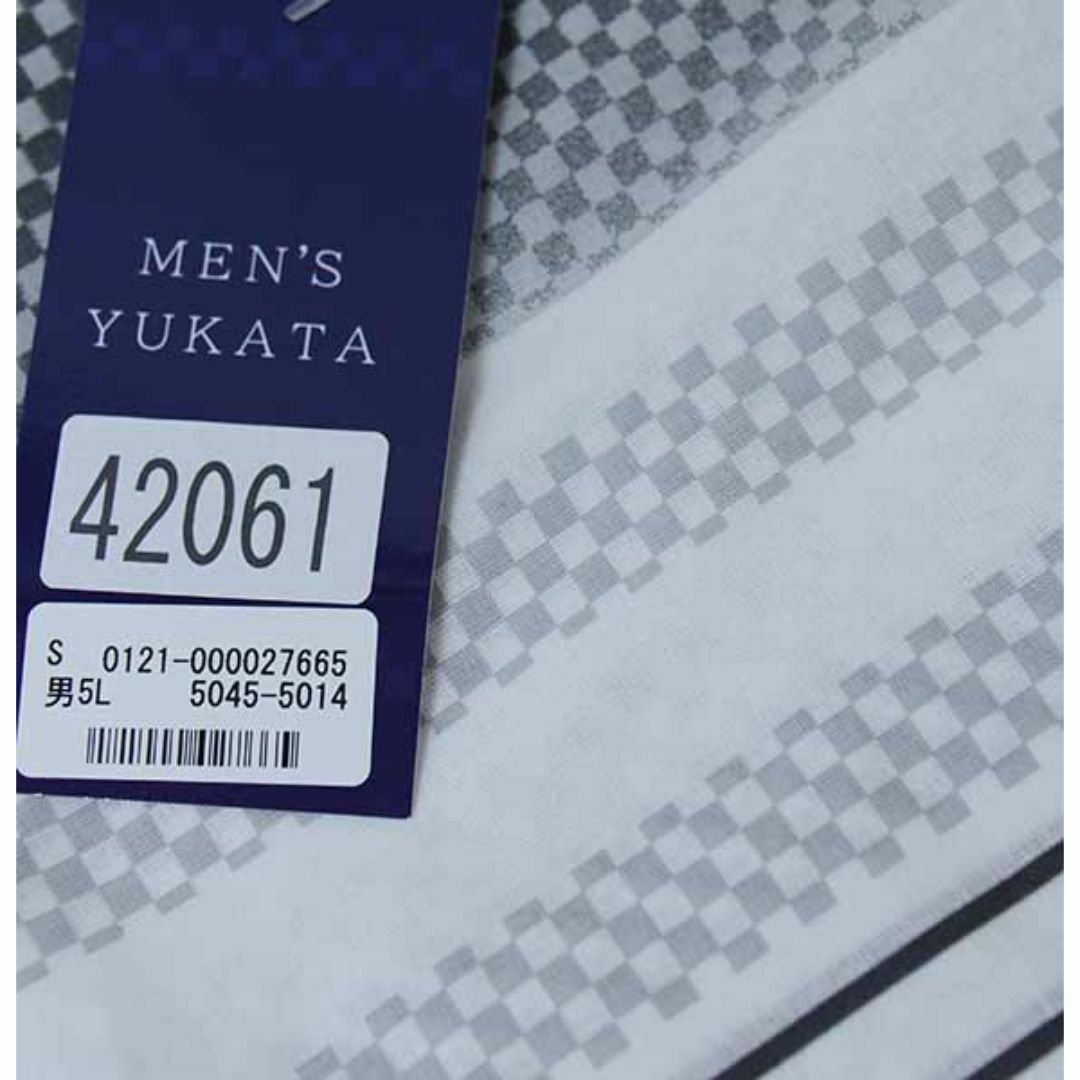 MEN'S
YUKATA
42061
S 0121-000027665
男5L 5045-5014